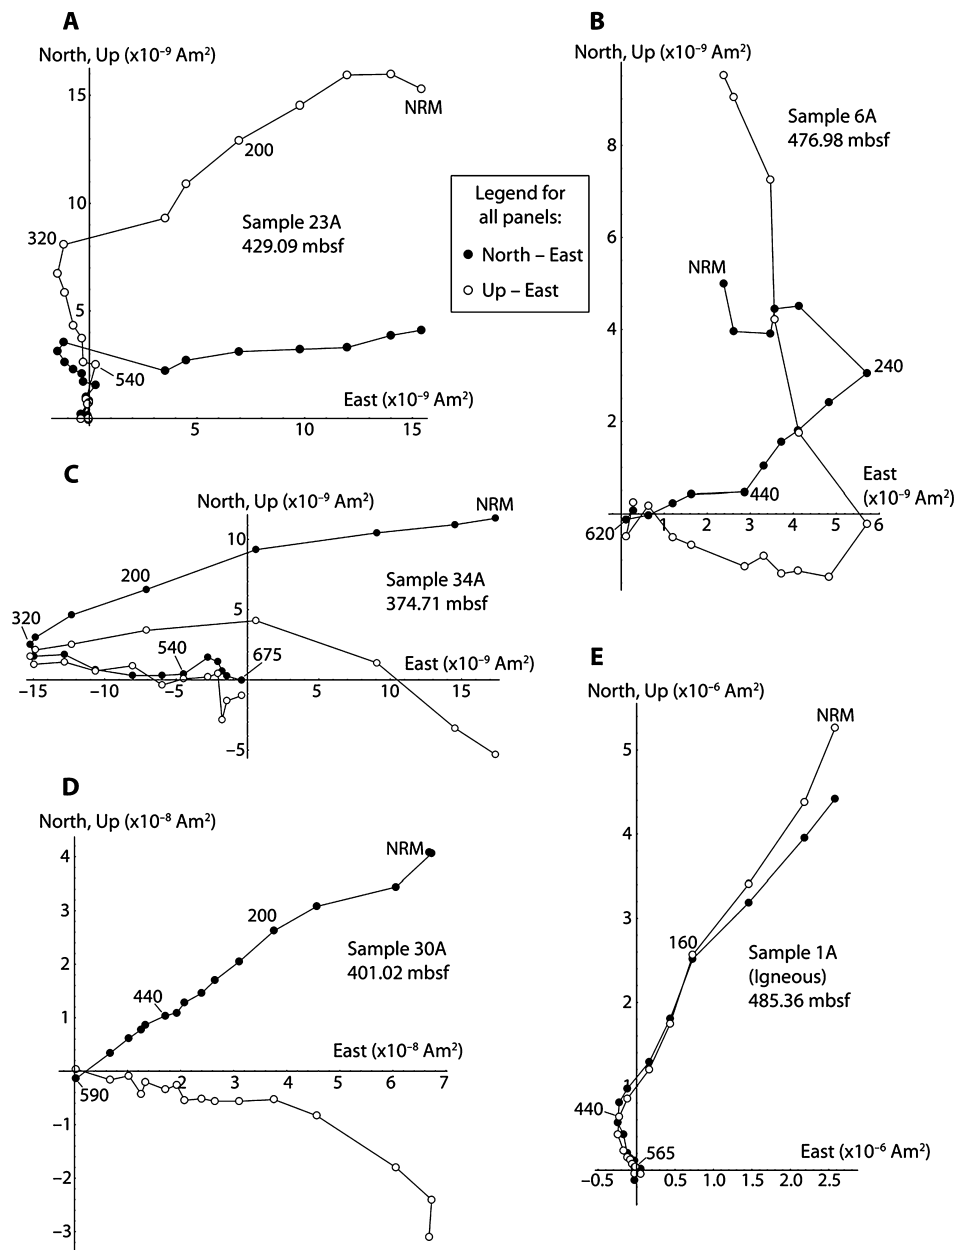 A
North, Up (x10⁻⁹ Am²)
15
NRM
200
10
Sample 23A
429.09 mbsf
320
5
540
East (x10⁻⁹ Am²)
5
10
15
Legend for
all panels:
North – East
Up – East
B
North, Up (x10⁻⁹ Am²)
Sample 6A
476.98 mbsf
8
6
NRM
4
240
2
East
(x10⁻⁹ Am²)
440
620
1
2
3
4
5
6
C
North, Up (x10⁻⁹ Am²)
NRM
10
200
Sample 34A
374.71 mbsf
320
5
540
675
East (x10⁻⁹ Am²)
−15
−10
−5
5
10
15
−5
D
North, Up (x10⁻⁸ Am²)
4
NRM
3
200
Sample 30A
401.02 mbsf
2
440
1
East (x10⁻⁸ Am²)
590
2
3
4
5
6
7
−1
−2
−3
E
North, Up (x10⁻⁶ Am²)
NRM
5
4
3
160
Sample 1A
(Igneous)
485.36 mbsf
2
1
440
565
East (x10⁻⁶ Am²)
−0.5
0.5
1.0
1.5
2.0
2.5